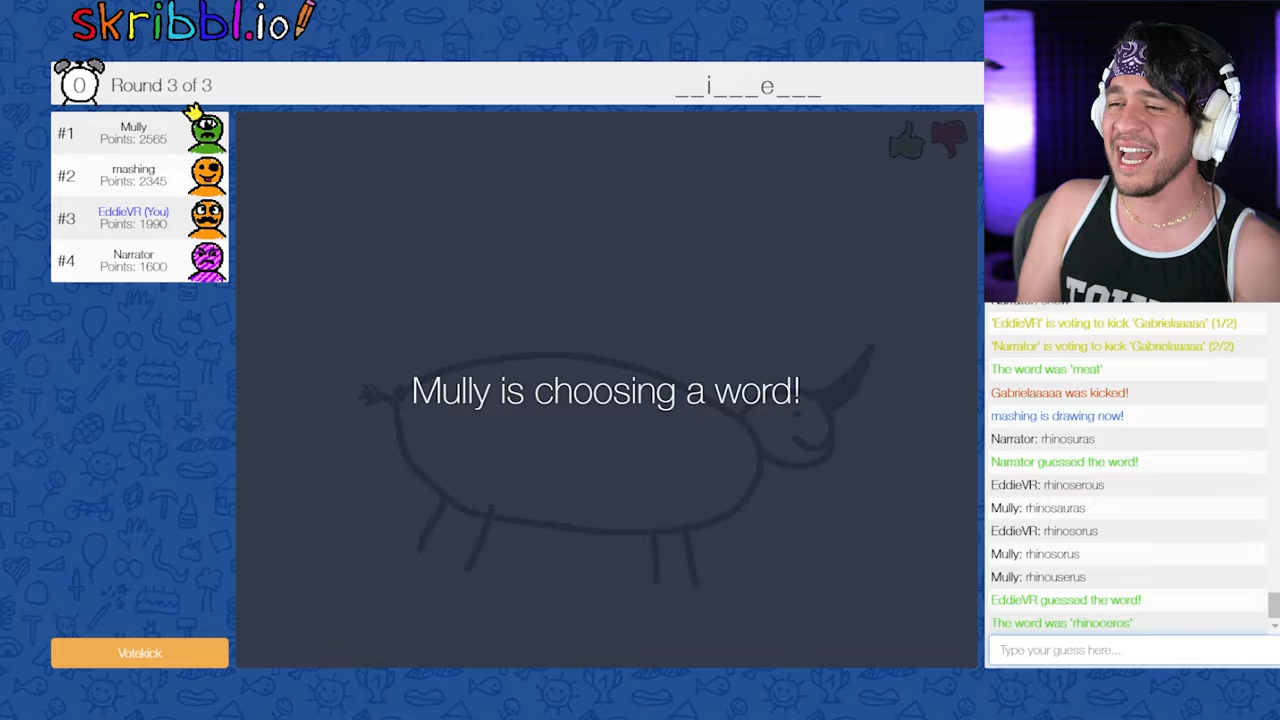 skribbl.io
0
Round 3 of 3
__i___e___
#1
Mully
Points: 2565
#2
mashing
Points: 2345
#3
EddieVR (You)
Points: 1990
#4
Narrator
Points: 1600
Mully is choosing a word!
'EddieVR' is voting to kick 'Gabrielaaaaa' (1/2)
'Narrator' is voting to kick 'Gabrielaaaaa' (2/2)
The word was 'meat'
Gabrielaaaaa was kicked!
mashing is drawing now!
Narrator: rhinosuras
Narrator guessed the word!
EddieVR: rhinoserous
Mully: rhinosauras
EddieVR: rhinosorus
Mully: rhinosorus
Mully: rhinouserus
EddieVR guessed the word!
The word was 'rhinoceros'
Type your guess here...
Votekick